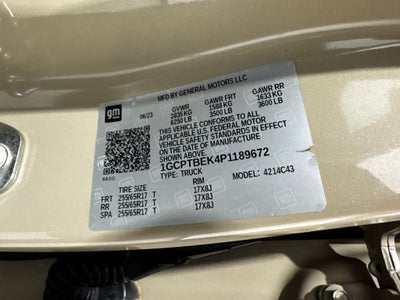 MFD BY GENERAL MOTORS LLC
gm
06/23
GVWR GAWR FRT GAWR RR
2835 KG 1588 KG 1633 KG
6250 LB 3500 LB 3600 LB
THIS VEHICLE CONFORMS TO ALL
APPLICABLE U.S. FEDERAL MOTOR
VEHICLE SAFETY STANDARDS IN EFFECT
ON THE DATE OF MANUFACTURE
SHOWN ABOVE.
1GCPTBEK4P1189672
TYPE: TRUCK MODEL: 4214C43
TIRE SIZE RIM
FRT 255/65R17 T 17X8J
RR 255/65R17 T 17X8J
SPA 255/65R17 T 17X8J